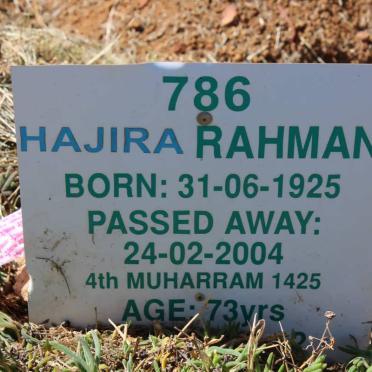 786
HAJIRA RAHMAN
BORN: 31-06-1925
PASSED AWAY:
24-02-2004
4th MUHARRAM 1425
AGE: 73yrs